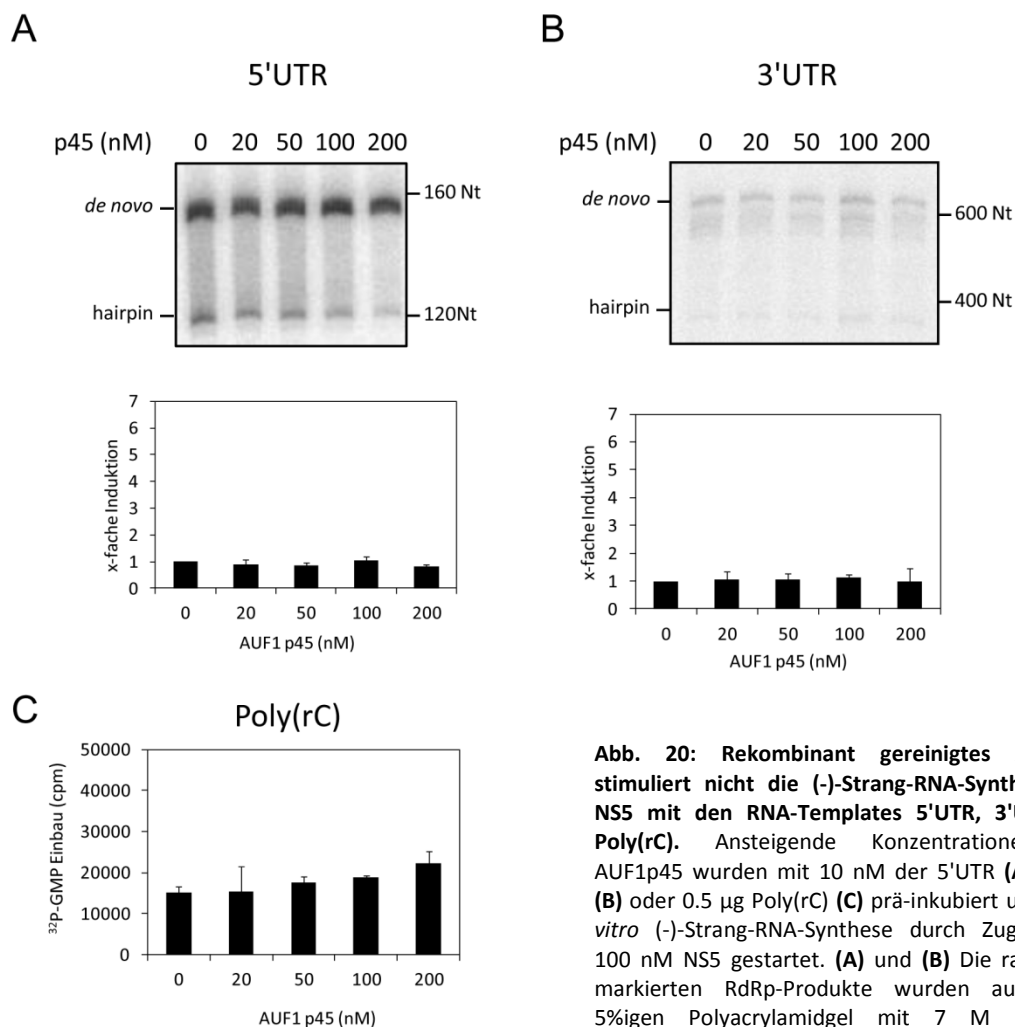 A
5'UTR
p45 (nM) 0 20 50 100 200
de novo
160 Nt
hairpin
120Nt
7
6
5
4
3
2
1
0
x-fache Induktion
0 20 50 100 200
AUF1 p45 (nM)
B
3'UTR
p45 (nM) 0 20 50 100 200
de novo
600 Nt
400 Nt
hairpin
7
6
5
4
3
2
1
0
x-fache Induktion
0 20 50 100 200
AUF1 p45 (nM)
C
Poly(rC)
50000
40000
30000
20000
10000
0
³²P-GMP Einbau (cpm)
0 20 50 100 200
AUF1 p45 (nM)
Abb. 20: Rekombinant gereinigtes
stimuliert nicht die (-)-Strang-RNA-Synth
NS5 mit den RNA-Templates 5'UTR, 3'U
Poly(rC). Ansteigende Konzentratione
AUF1p45 wurden mit 10 nM der 5'UTR (A
(B) oder 0.5 µg Poly(rC) (C) prä-inkubiert u
vitro (-)-Strang-RNA-Synthese durch Zug
100 nM NS5 gestartet. (A) und (B) Die ra
markierten RdRp-Produkte wurden au
5%igen Polyacrylamidgel mit 7 M